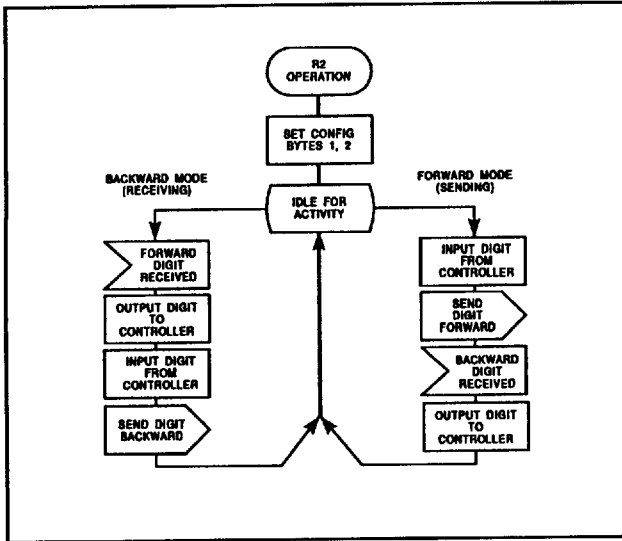 R2
OPERATION
SET CONFIG
BYTES 1, 2
BACKWARD MODE
(RECEIVING)
FORWARD MODE
(SENDING)
IDLE FOR
ACTIVITY
FORWARD
DIGIT
RECEIVED
OUTPUT DIGIT
TO
CONTROLLER
INPUT DIGIT
FROM
CONTROLLER
SEND DIGIT
BACKWARD
INPUT DIGIT
FROM
CONTROLLER
SEND
DIGIT
FORWARD
BACKWARD
DIGIT
RECEIVED
OUTPUT DIGIT
TO
CONTROLLER